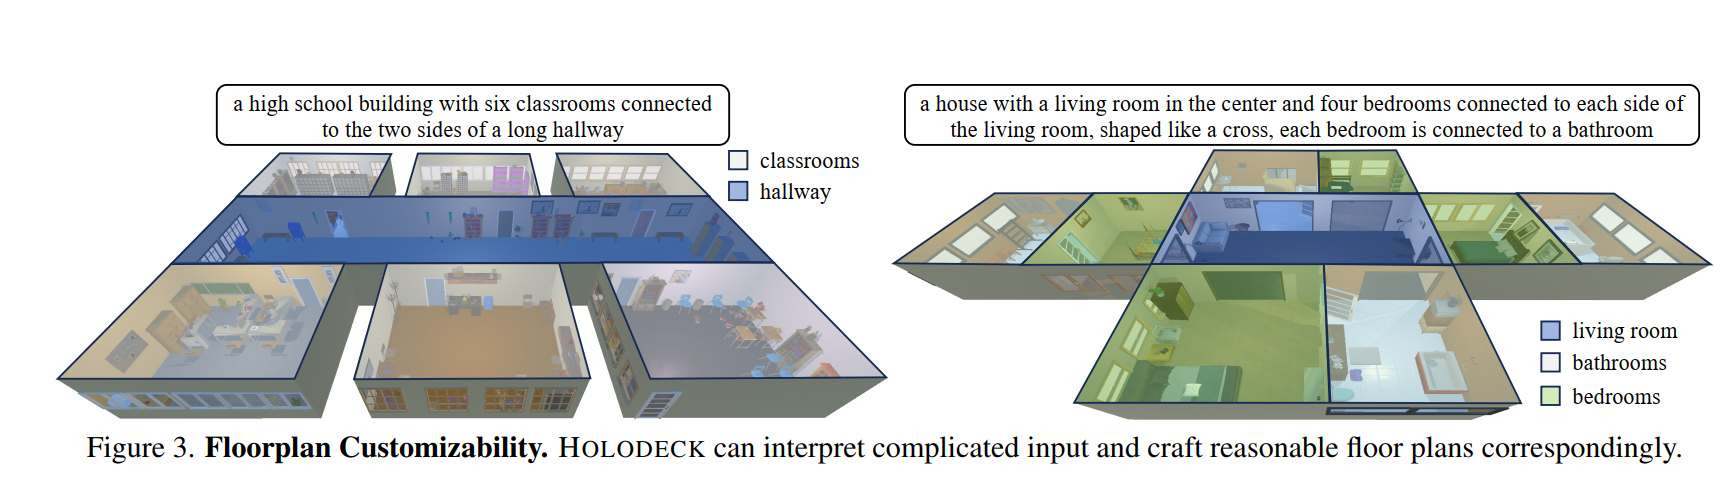 a high school building with six classrooms connected
to the two sides of a long hallway
classrooms
hallway
a house with a living room in the center and four bedrooms connected to each side of
the living room, shaped like a cross, each bedroom is connected to a bathroom
living room
bathrooms
bedrooms
Figure 3. Floorplan Customizability. HOLODECK can interpret complicated input and craft reasonable floor plans correspondingly.